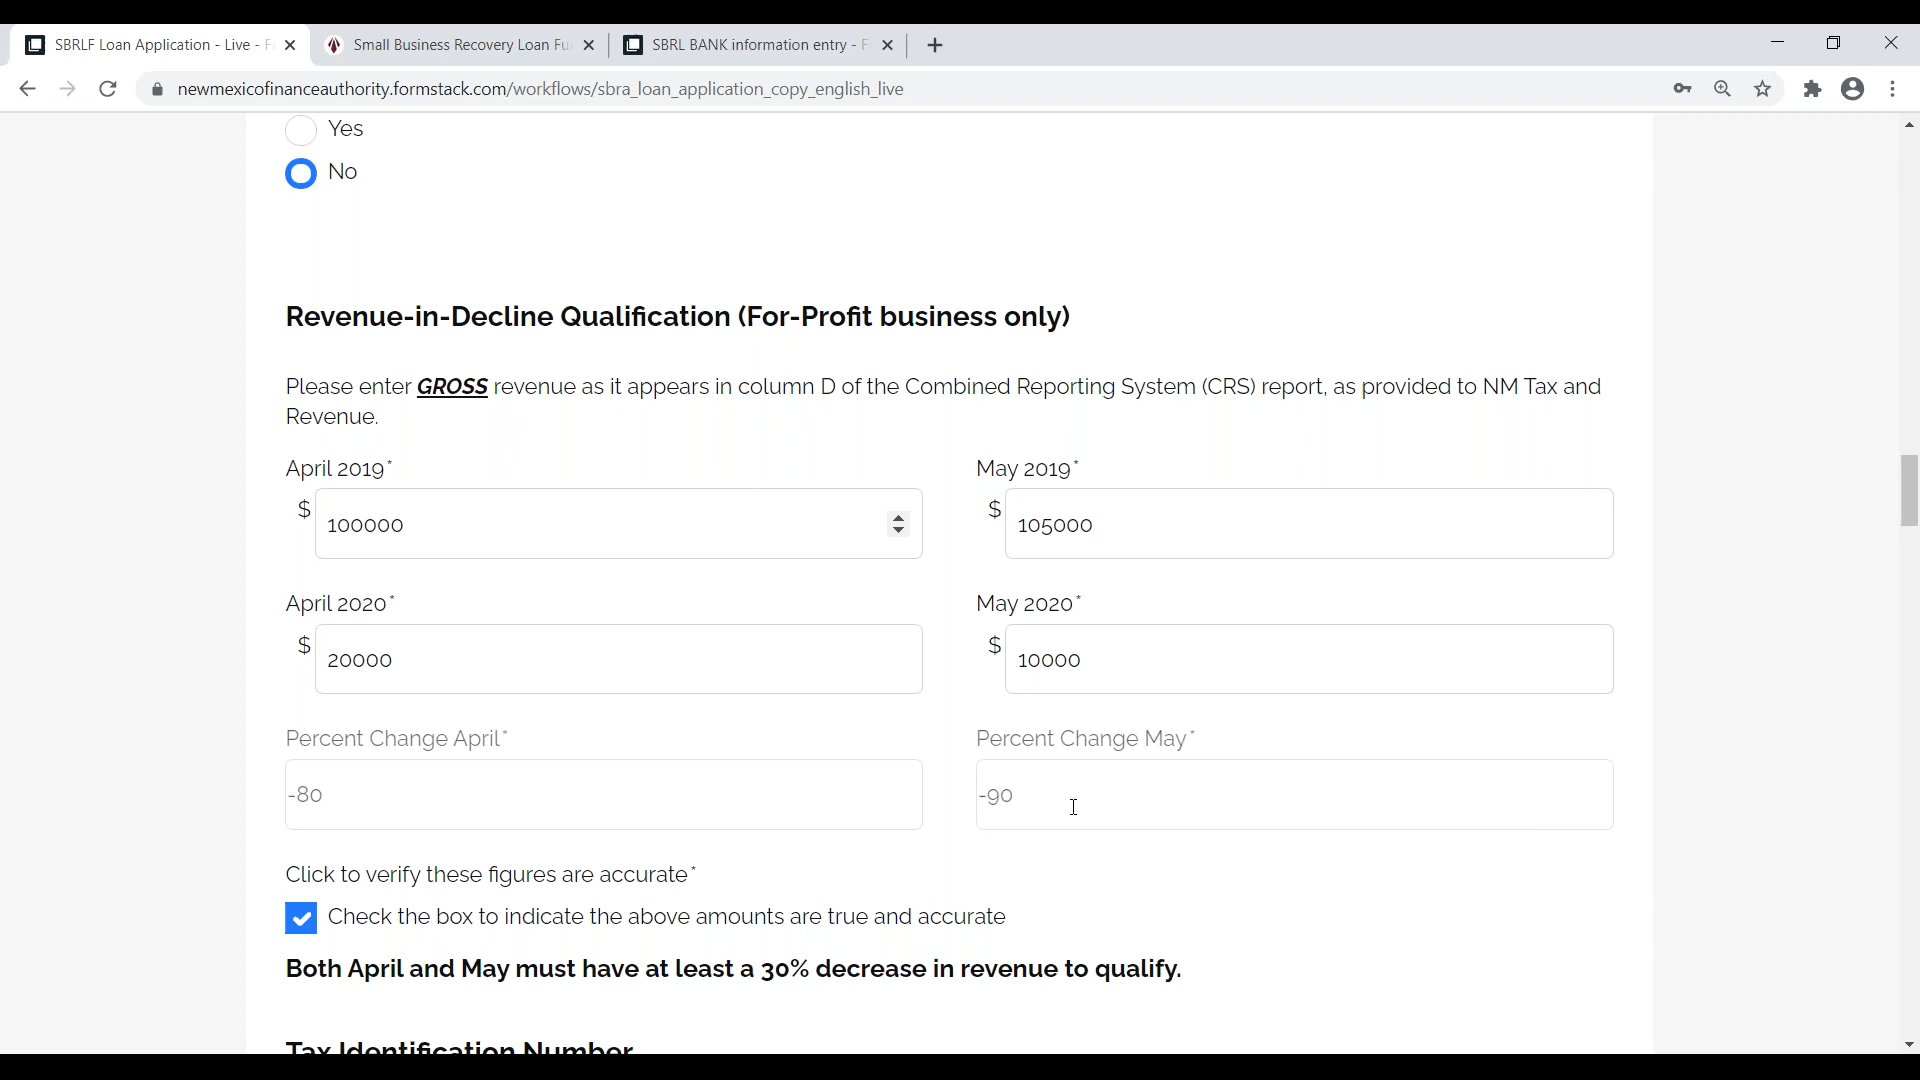 SBRLF Loan Application - Live - F
Small Business Recovery Loan Fu
SBRL BANK information entry - F
newmexicofinanceauthority.formstack.com/workflows/sbra_loan_application_copy_english_live
Yes
No
Revenue-in-Decline Qualification (For-Profit business only)
Please enter GROSS revenue as it appears in column D of the Combined Reporting System (CRS) report, as provided to NM Tax and
Revenue.
April 2019*
May 2019*
$ 100000
$ 105000
April 2020*
May 2020*
$ 20000
$ 10000
Percent Change April*
Percent Change May*
-80
-90
Click to verify these figures are accurate*
Check the box to indicate the above amounts are true and accurate
Both April and May must have at least a 30% decrease in revenue to qualify.
Tax Identification Number